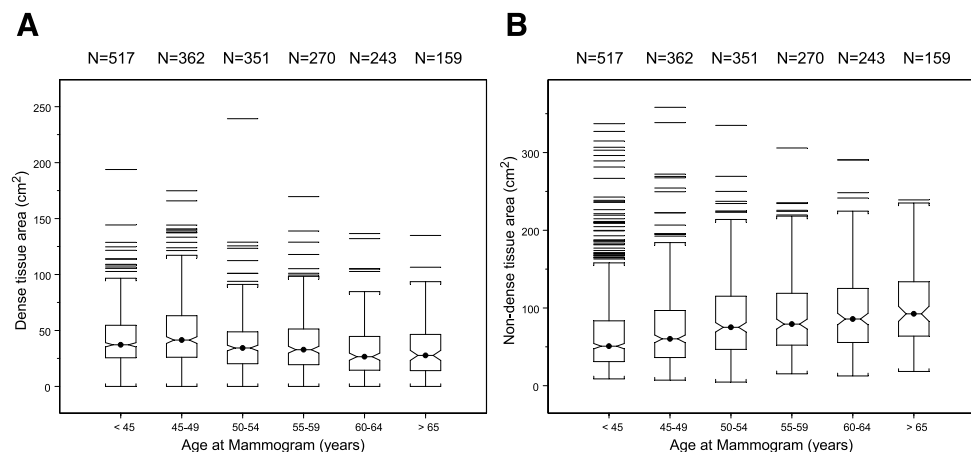 A
B
N=517 N=362 N=351 N=270 N=243 N=159
N=517 N=362 N=351 N=270 N=243 N=159
Dense tissue area (cm²)
250
200
150
100
50
0
< 45 45-49 50-54 55-59 60-64 > 65
Age at Mammogram (years)
Non-dense tissue area (cm²)
300
200
100
0
< 45 45-49 50-54 55-59 60-64 > 65
Age at Mammogram (years)